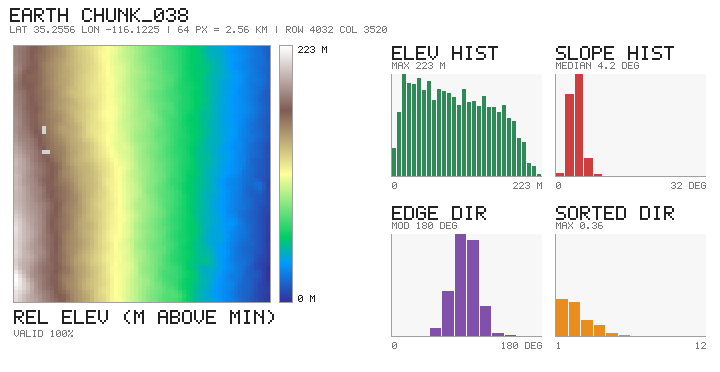 EARTH CHUNK_038
LAT 35.2556 LON -116.1225 | 64 PX = 2.56 KM | ROW 4032 COL 3520
223 M
0 M
REL ELEV (M ABOVE MIN)
VALID 100%
ELEV HIST
MAX 223 M
0 223 M
SLOPE HIST
MEDIAN 4.2 DEG
0 32 DEG
EDGE DIR
MOD 180 DEG
0 180 DEG
SORTED DIR
MAX 0.36
1 12